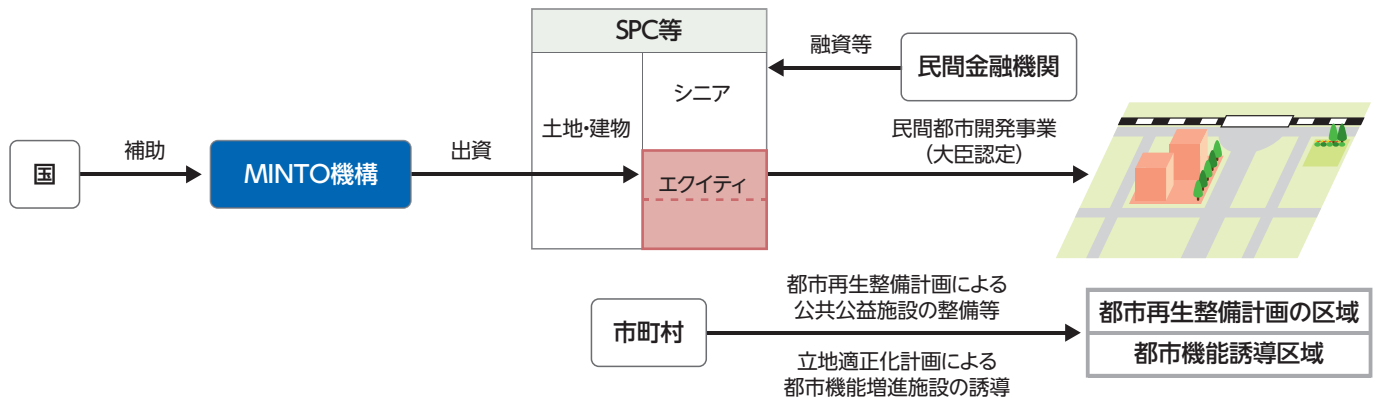 SPC等
融資等
民間金融機関
シニア
土地・建物
民間都市開発事業
（大臣認定）
国
補助
MINTO機構
出資
エクイティ
都市再生整備計画による
公共公益施設の整備等
市町村
都市再生整備計画の区域
都市機能誘導区域
立地適正化計画による
都市機能増進施設の誘導